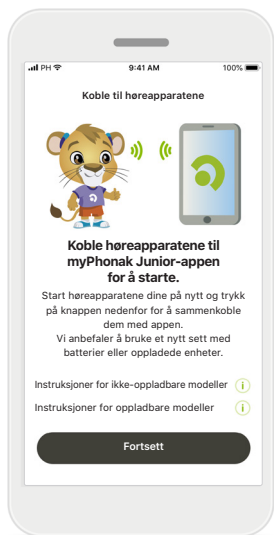 PH 9:41 AM 100%
Koble til høreapparatene
Koble høreapparatene til
myPhonak Junior-appen
for å starte.
Start høreapparatene dine på nytt og trykk
på knappen nedenfor for å sammenkoble
dem med appen.
Vi anbefaler å bruke et nytt sett med
batterier eller oppladede enheter.
Instruksjoner for ikke-oppladbare modeller i
Instruksjoner for oppladbare modeller i
Fortsett